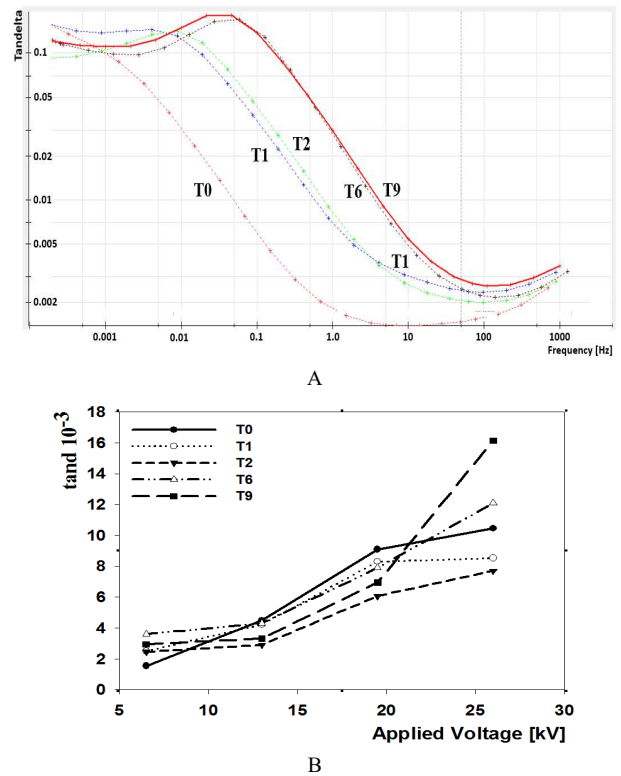 Tandelta
0.1
0.05
0.02
0.01
0.005
0.002
T0
T1
T2
T6
T9
T1
0.001
0.01
0.1
1.0
10
100
1000
Frequency [Hz]
A
tand 10-3
18
16
14
12
10
8
6
4
2
0
T0
T1
T2
T6
T9
5
10
15
20
25
30
Applied Voltage [kV]
B